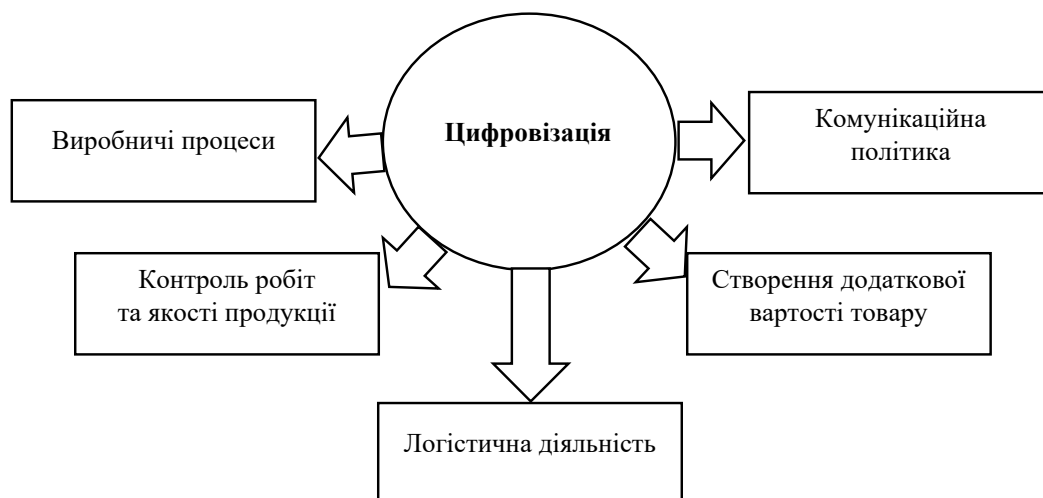 Цифровізація
Виробничі процеси
Комунікаційна
політика
Контроль робіт
та якості продукції
Створення додаткової
вартості товару
Логістична діяльність